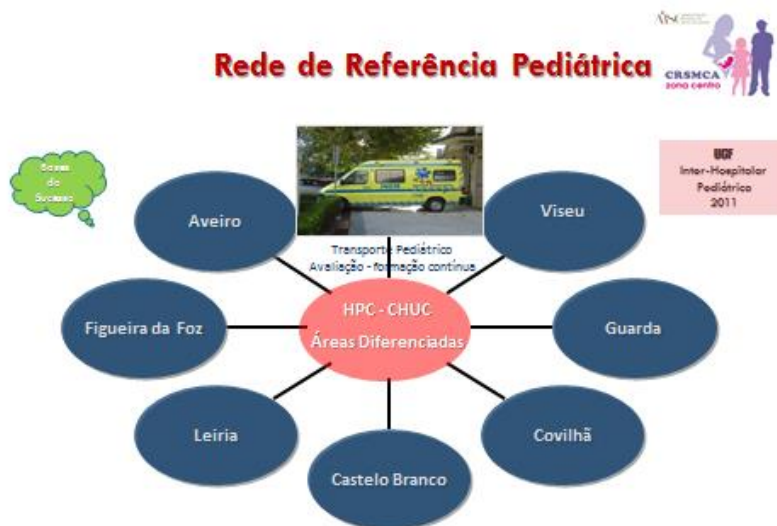 Rede de Referência Pediátrica
CRSMCA
zona centro
UCF
Inter-Hospitalar
Pediátrica
2011
Aveiro
Viseu
Transporte Pediátrico
Avaliação - formação contínua
HPC - CHUC
Áreas Diferenciadas
Figueira da Foz
Guarda
Leiria
Covilhã
Castelo Branco